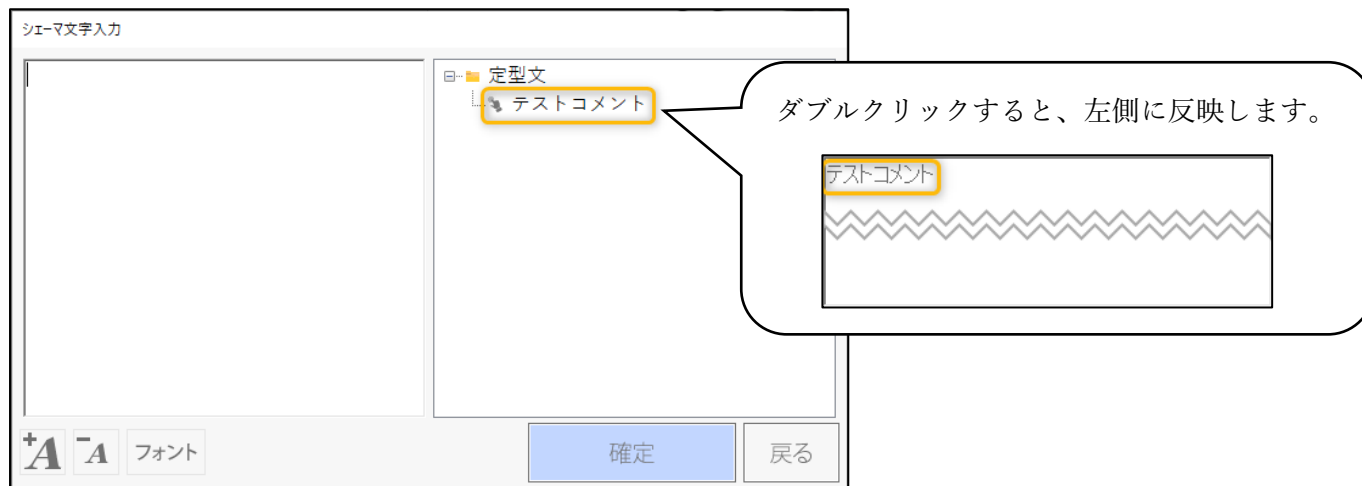 シェーマ文字入力
定型文
テストコメント
ダブルクリックすると、左側に反映します。
テストコメント
+A
-A
フォント
確定
戻る